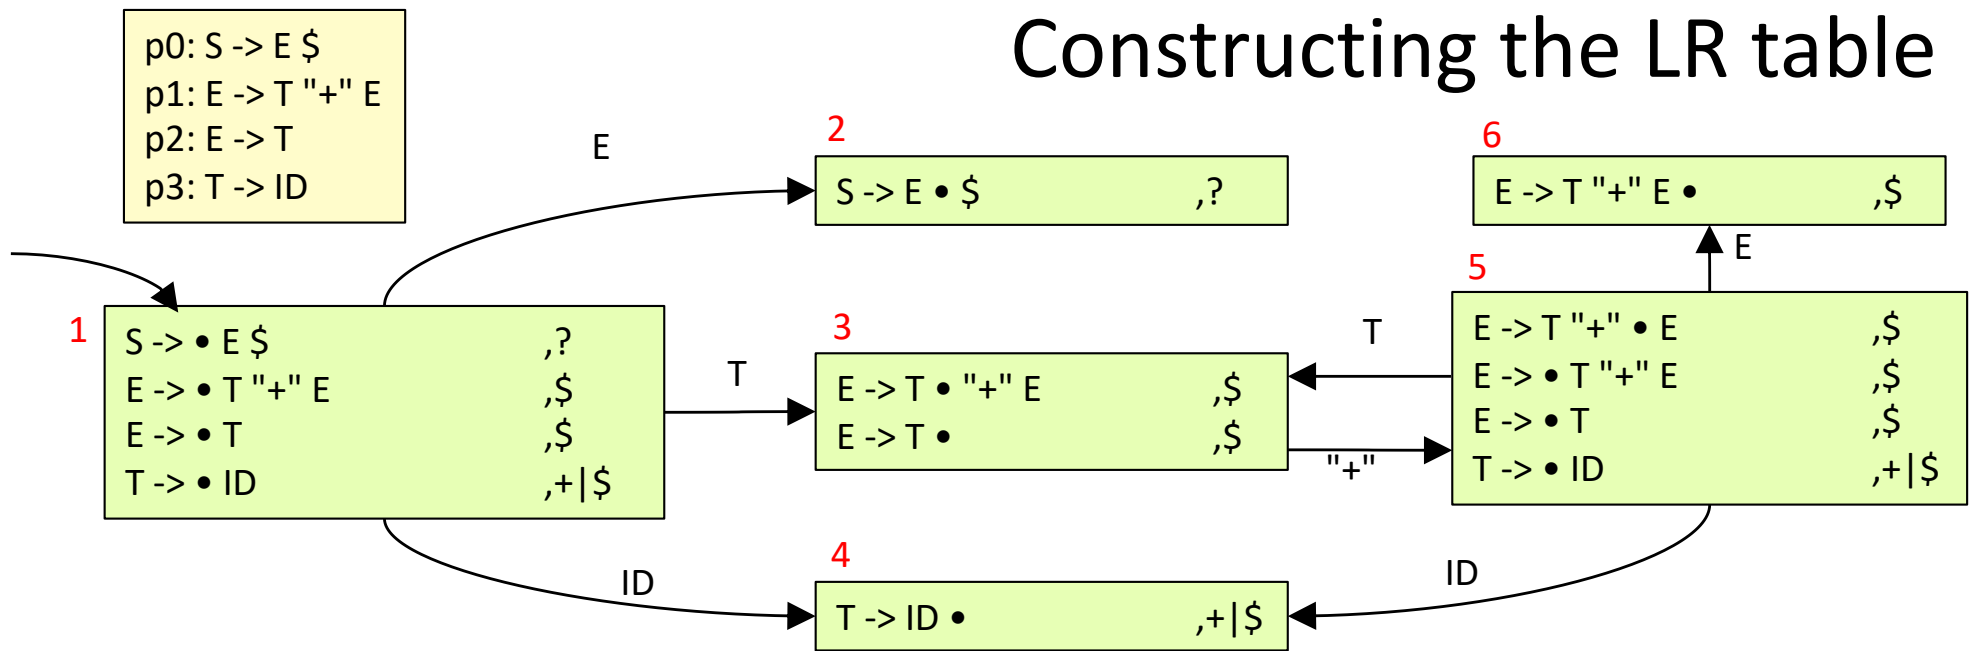 Constructing the LR table
p0: S -> E $
p1: E -> T "+" E
p2: E -> T
p3: T -> ID
E
2
S -> E • $ ,?
6
E -> T "+" E • ,$
E
1
S -> • E $ ,?
E -> • T "+" E ,$
E -> • T ,$
T -> • ID ,+|$
T
3
E -> T • "+" E ,$
E -> T • ,$
T
"+"
5
E -> T "+" • E ,$
E -> • T "+" E ,$
E -> • T ,$
T -> • ID ,+|$
ID
4
T -> ID • ,+|$
ID